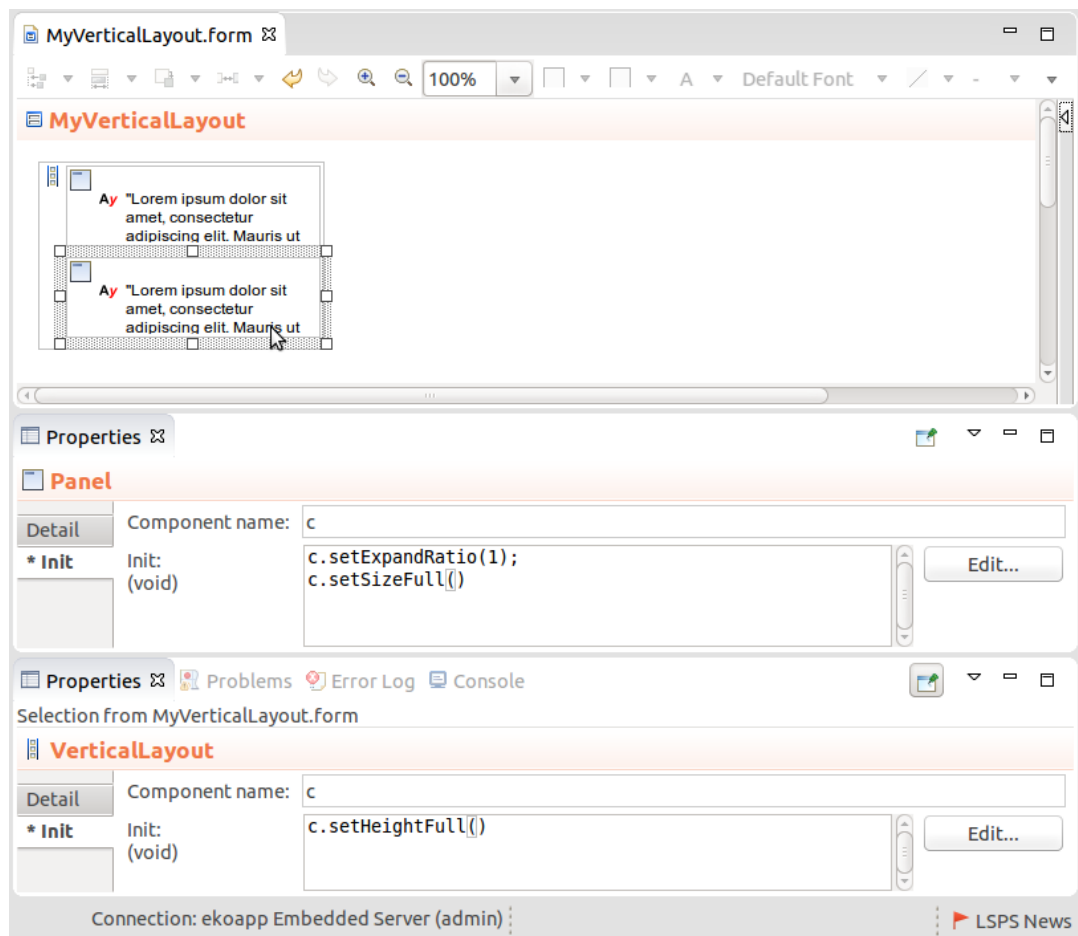 MyVerticalLayout.form
100%
A
Default Font
-
MyVerticalLayout
Ay "Lorem ipsum dolor sit
amet, consectetur
adipiscing elit. Mauris ut
Ay "Lorem ipsum dolor sit
amet, consectetur
adipiscing elit. Mauris ut
Properties
Panel
Detail
Component name: c
* Init
Init:
(void)
c.setExpandRatio(1);
c.setSizeFull()
Edit...
Properties Problems Error Log Console
Selection from MyVerticalLayout.form
VerticalLayout
Detail
Component name: c
* Init
Init:
(void)
c.setHeightFull()
Edit...
Connection: ekoapp Embedded Server (admin)
LSPS News